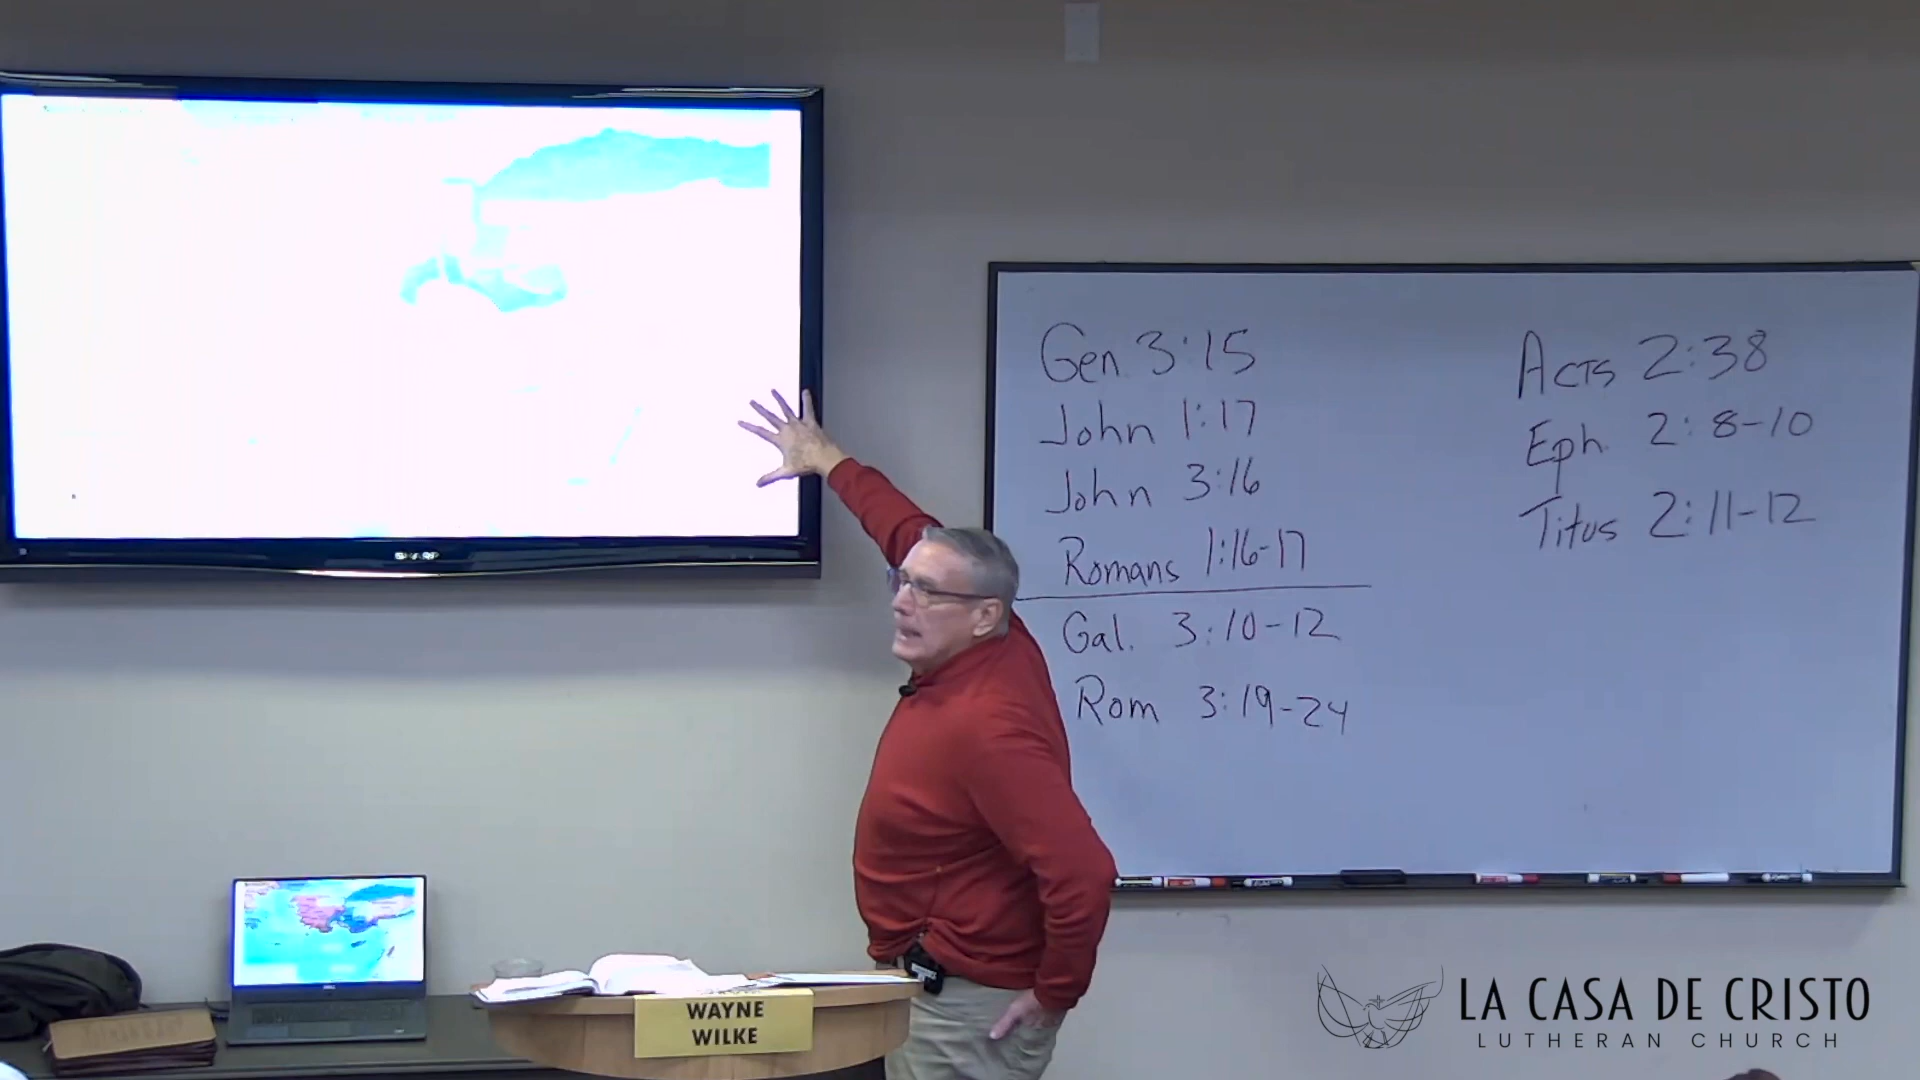 SHARP
Gen. 3:15
John 1:17
John 3:16
Romans 1:16-17
Gal. 3:10-12
Rom 3:19-24
Acts 2:38
Eph. 2:8-10
Titus 2:11-12
WAYNE
WILKE
LA CASA DE CRISTO
LUTHERAN CHURCH